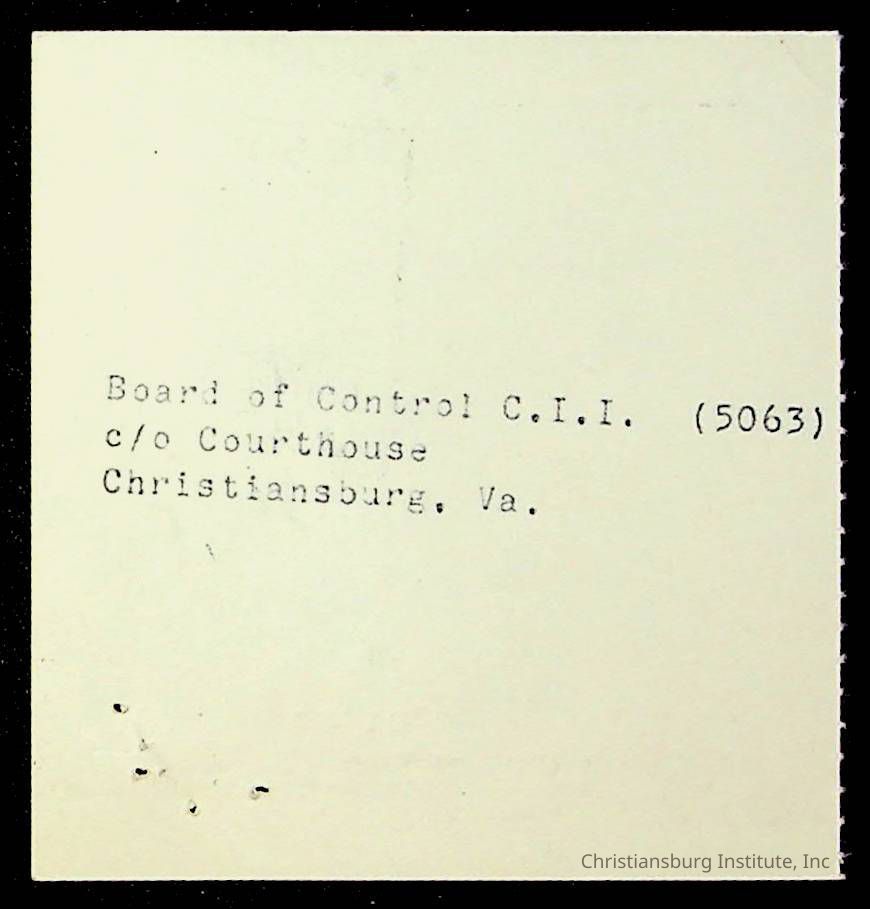 Board of Control C.I.I. (5063)
c/o Courthouse
Christiansburg, Va.
Christiansburg Institute, Inc